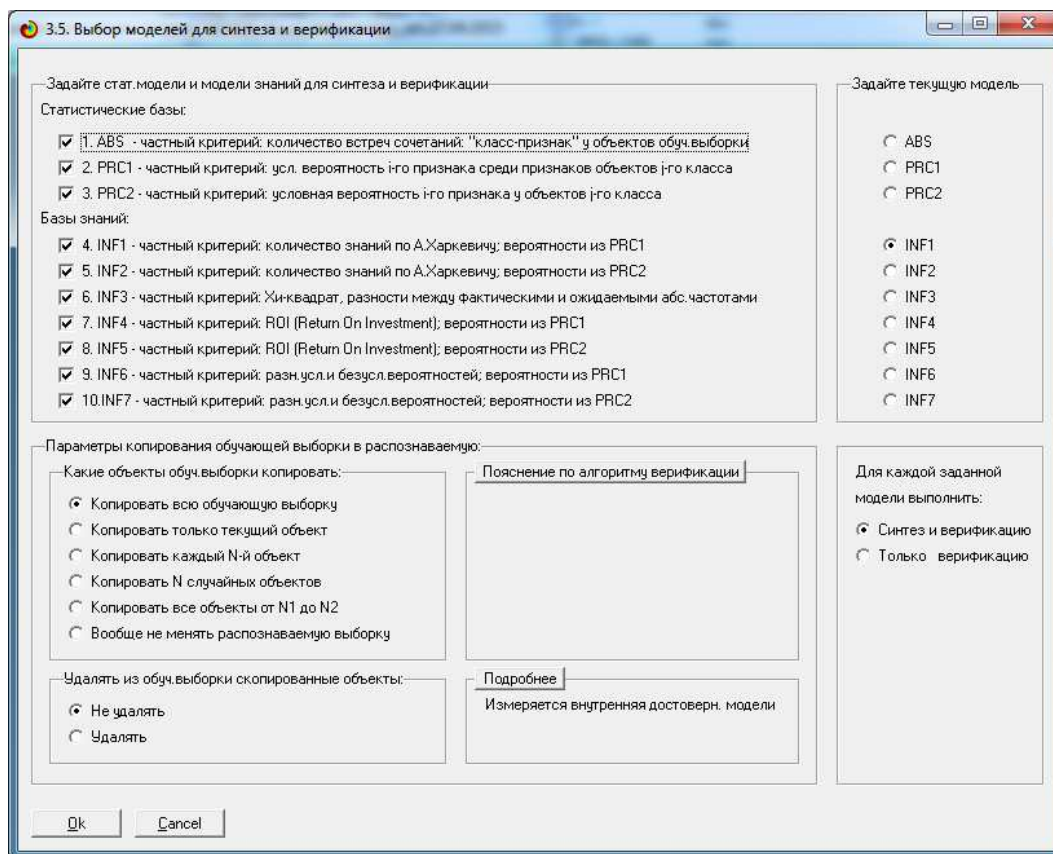 3.5. Выбор моделей для синтеза и верификации
Задайте стат.модели и модели знаний для синтеза и верификации
Статистические базы:
1. ABS - частный критерий: количество встреч сочетаний: "класс-признак" у объектов обуч.выборки
2. PRC1 - частный критерий: усл. вероятность i-го признака среди признаков объектов j-го класса
3. PRC2 - частный критерий: условная вероятность i-го признака у объектов j-го класса
Базы знаний:
4. INF1 - частный критерий: количество знаний по А.Харкевичу; вероятности из PRC1
5. INF2 - частный критерий: количество знаний по А.Харкевичу; вероятности из PRC2
6. INF3 - частный критерий: Хи-квадрат, разности между фактическими и ожидаемыми абс.частотами
7. INF4 - частный критерий: ROI (Return On Investment); вероятности из PRC1
8. INF5 - частный критерий: ROI (Return On Investment); вероятности из PRC2
9. INF6 - частный критерий: разн.усл.и безусл.вероятностей; вероятности из PRC1
10.INF7 - частный критерий: разн.усл.и безусл.вероятностей; вероятности из PRC2
Задайте текущую модель
ABS
PRC1
PRC2
INF1
INF2
INF3
INF4
INF5
INF6
INF7
Параметры копирования обучающей выборки в распознаваемую:
Какие объекты обуч.выборки копировать:
Копировать всю обучающую выборку
Копировать только текущий объект
Копировать каждый N-й объект
Копировать N случайных объектов
Копировать все объекты от N1 до N2
Вообще не менять распознаваемую выборку
Пояснение по алгоритму верификации
Удалять из обуч.выборки скопированные объекты:
Не удалять
Удалять
Подробнее
Измеряется внутренняя достоверн. модели
Для каждой заданной
модели выполнить:
Синтез и верификацию
Только верификацию
Ok
Cancel